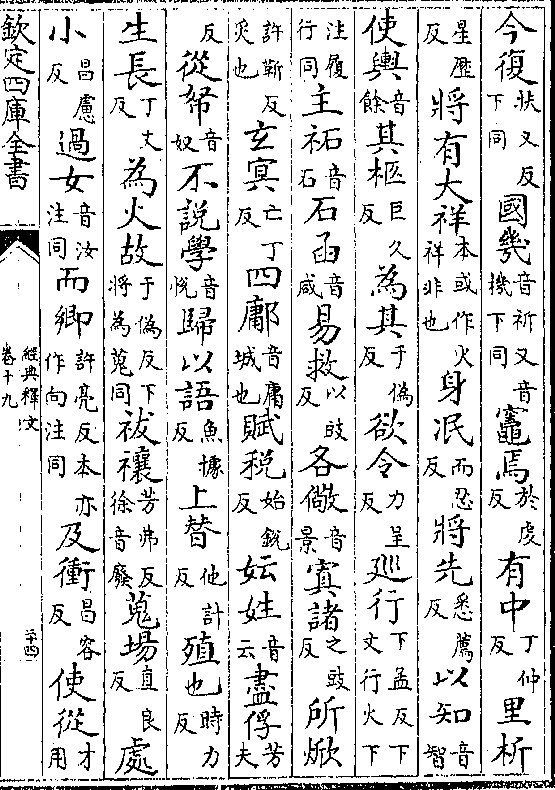 今復扶又反下同國幾音祈又音機下同竈焉於虔反有中丁仲反里析
星歷反將有大祥本或作火祥非也身泯而忍反將先悉薦反以知音智
使輿音餘其柩巨久反為其于偽反欲令力呈反廵行下孟反下文行火下
注履行同主祏音石石函音咸易救以豉反各儆音景寘諸之豉反所焮
許靳反炙也玄冥亡丁反四鄘音庸城也賦稅始銳反妘姓音云盡俘芳夫
反從帑音奴不說學音悅歸以語魚據反上替他計反殖也時力反
生長丁丈反為火故于偽反下將為蒐同祓禳芳弗反徐音廢蒐場直良反處
小昌慮反過女音汝注同而鄉許亮反本亦作向注同及衝昌容反使從才用
欽定四庫全書
經典釋文
卷十九
二十四